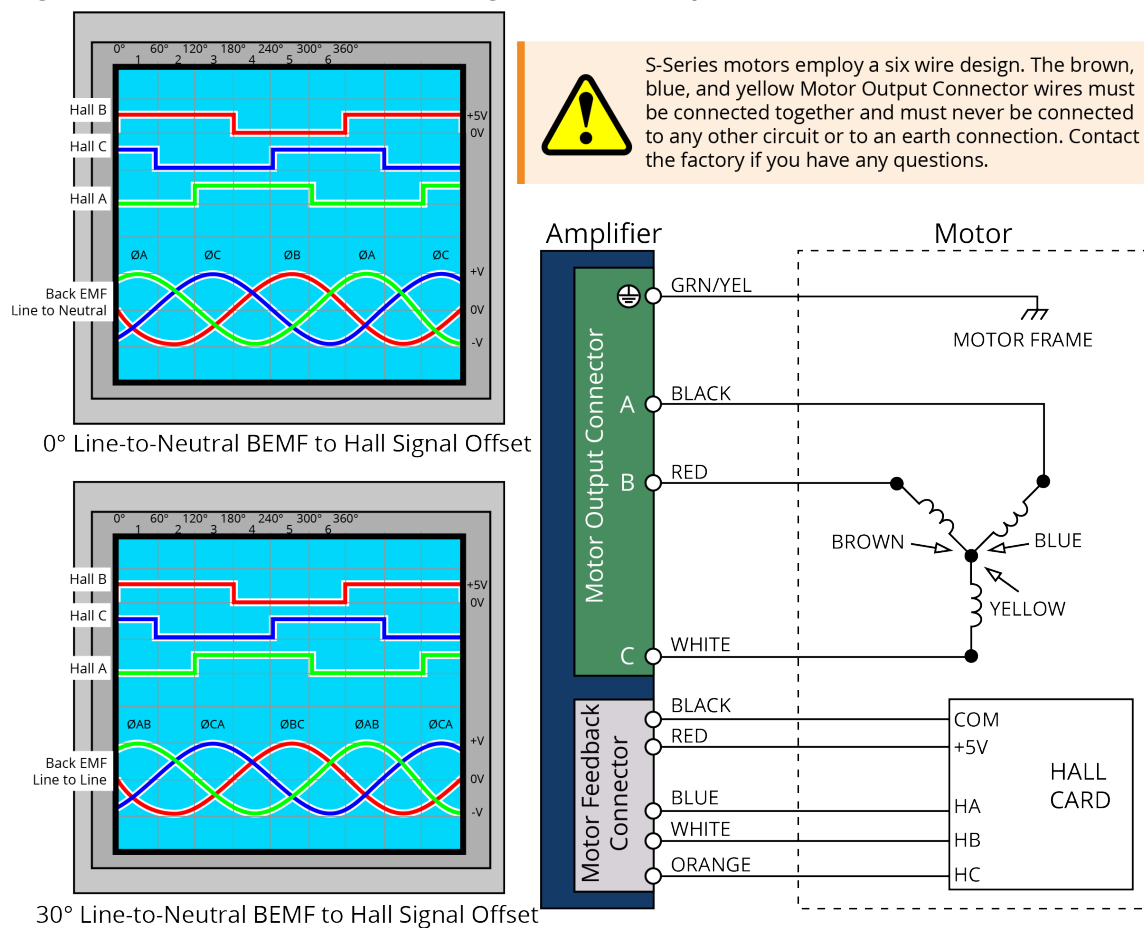 0° 60° 120° 180° 240° 300° 360°
1 2 3 4 5 6
Hall B
+5V
0V
Hall C
Hall A
ØA ØC ØB ØA ØC
+V
Back EMF
Line to Neutral
0V
-V
0° Line-to-Neutral BEMF to Hall Signal Offset
0° 60° 120° 180° 240° 300° 360°
1 2 3 4 5 6
Hall B
+5V
0V
Hall C
Hall A
ØAB ØCA ØBC ØAB ØCA
+V
Back EMF
Line to Line
0V
-V
30° Line-to-Neutral BEMF to Hall Signal Offset
S-Series motors employ a six wire design. The brown,
blue, and yellow Motor Output Connector wires must
be connected together and must never be connected
to any other circuit or to an earth connection. Contact
the factory if you have any questions.
Amplifier
Motor
GRN/YEL
MOTOR FRAME
Motor Output Connector
A
BLACK
B
RED
BROWN
BLUE
YELLOW
C
WHITE
Motor Feedback
Connector
BLACK
COM
RED
+5V
HALL
CARD
BLUE
HA
WHITE
HB
ORANGE
HC